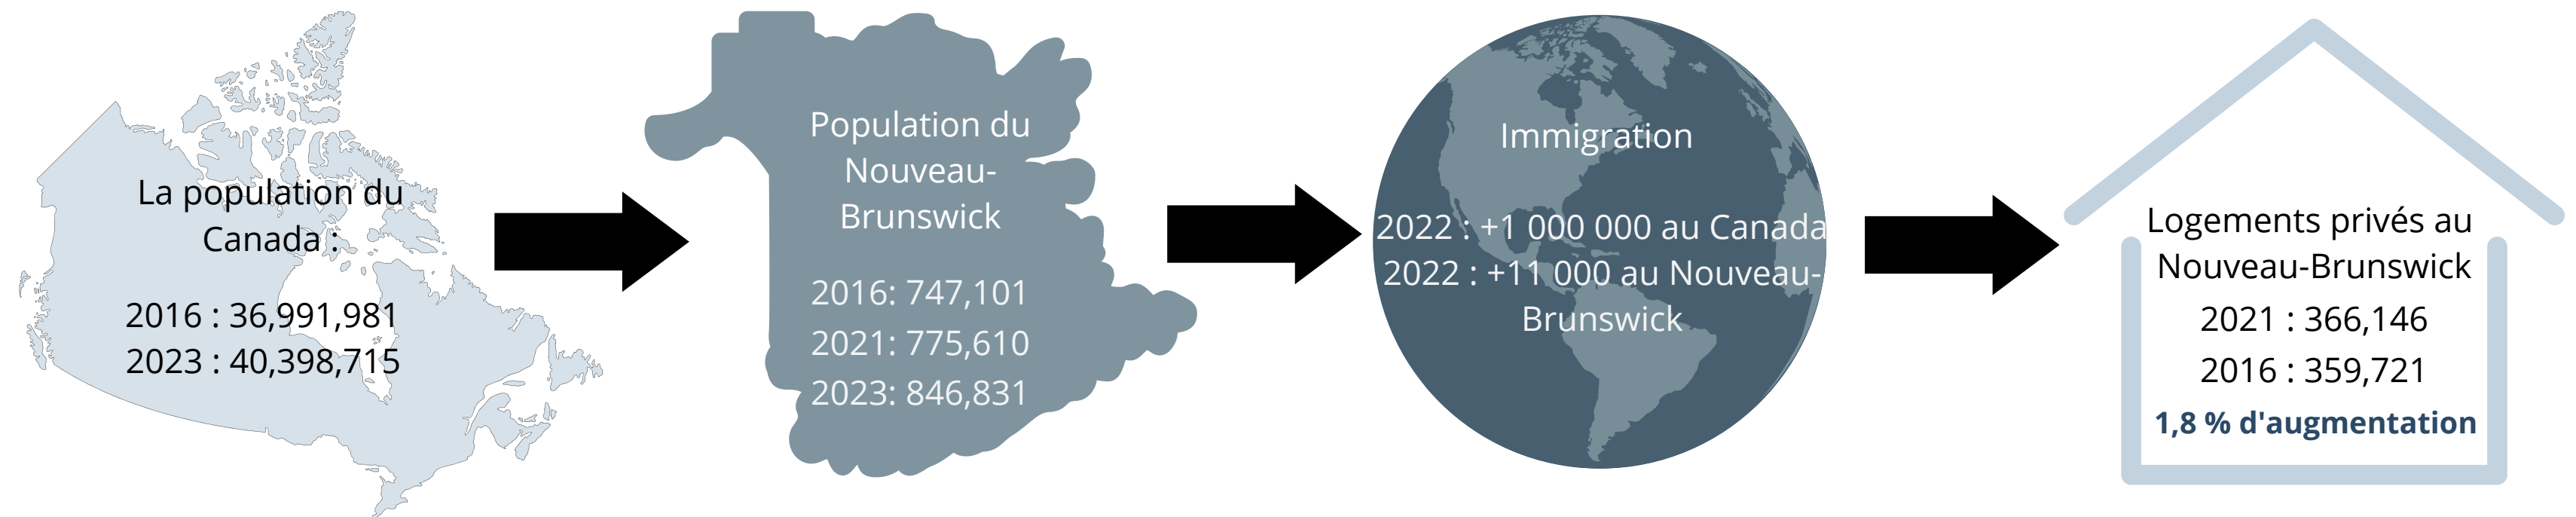 La population du
Canada :
2016 : 36,991,981
2023 : 40,398,715
Population du
Nouveau-
Brunswick
2016: 747,101
2021: 775,610
2023: 846,831
Immigration
2022 : +1 000 000 au Canada
2022 : +11 000 au Nouveau-
Brunswick
Logements privés au
Nouveau-Brunswick
2021 : 366,146
2016 : 359,721
1,8 % d'augmentation